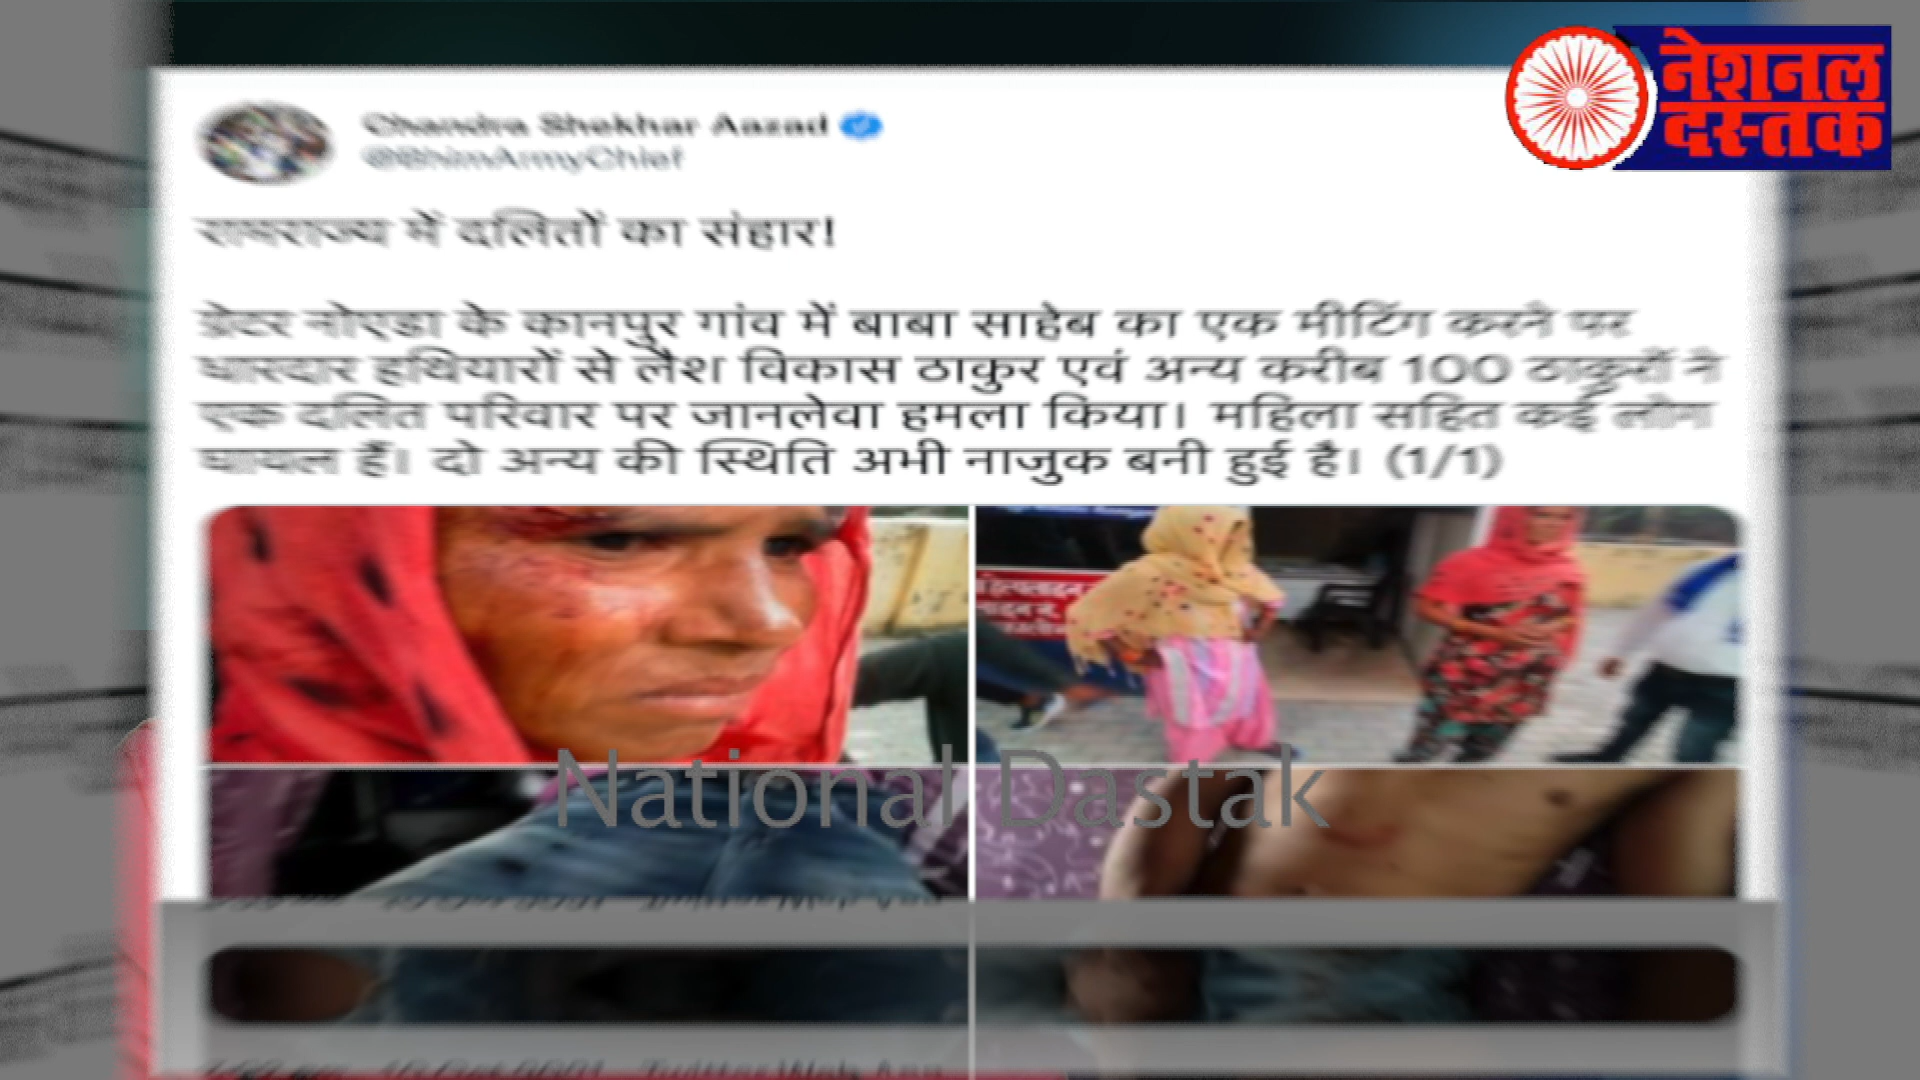 नेशनल
दस्तक
Chandra Shekhar Aazad
@BhimArmyChief
रामराज्य में दलितों का संहार!
ग्रेटर नोएडा के कानपुर गांव में बाबा साहेब का एक मीटिंग करने पर
धारदार हथियारों से लैश विकास ठाकुर एवं अन्य करीब 100 ठाकुरों ने
एक दलित परिवार पर जानलेवा हमला किया। महिला सहित कई लोग
घायल हैं। दो अन्य की स्थिति अभी नाजुक बनी हुई है। (1/1)
National Dastak